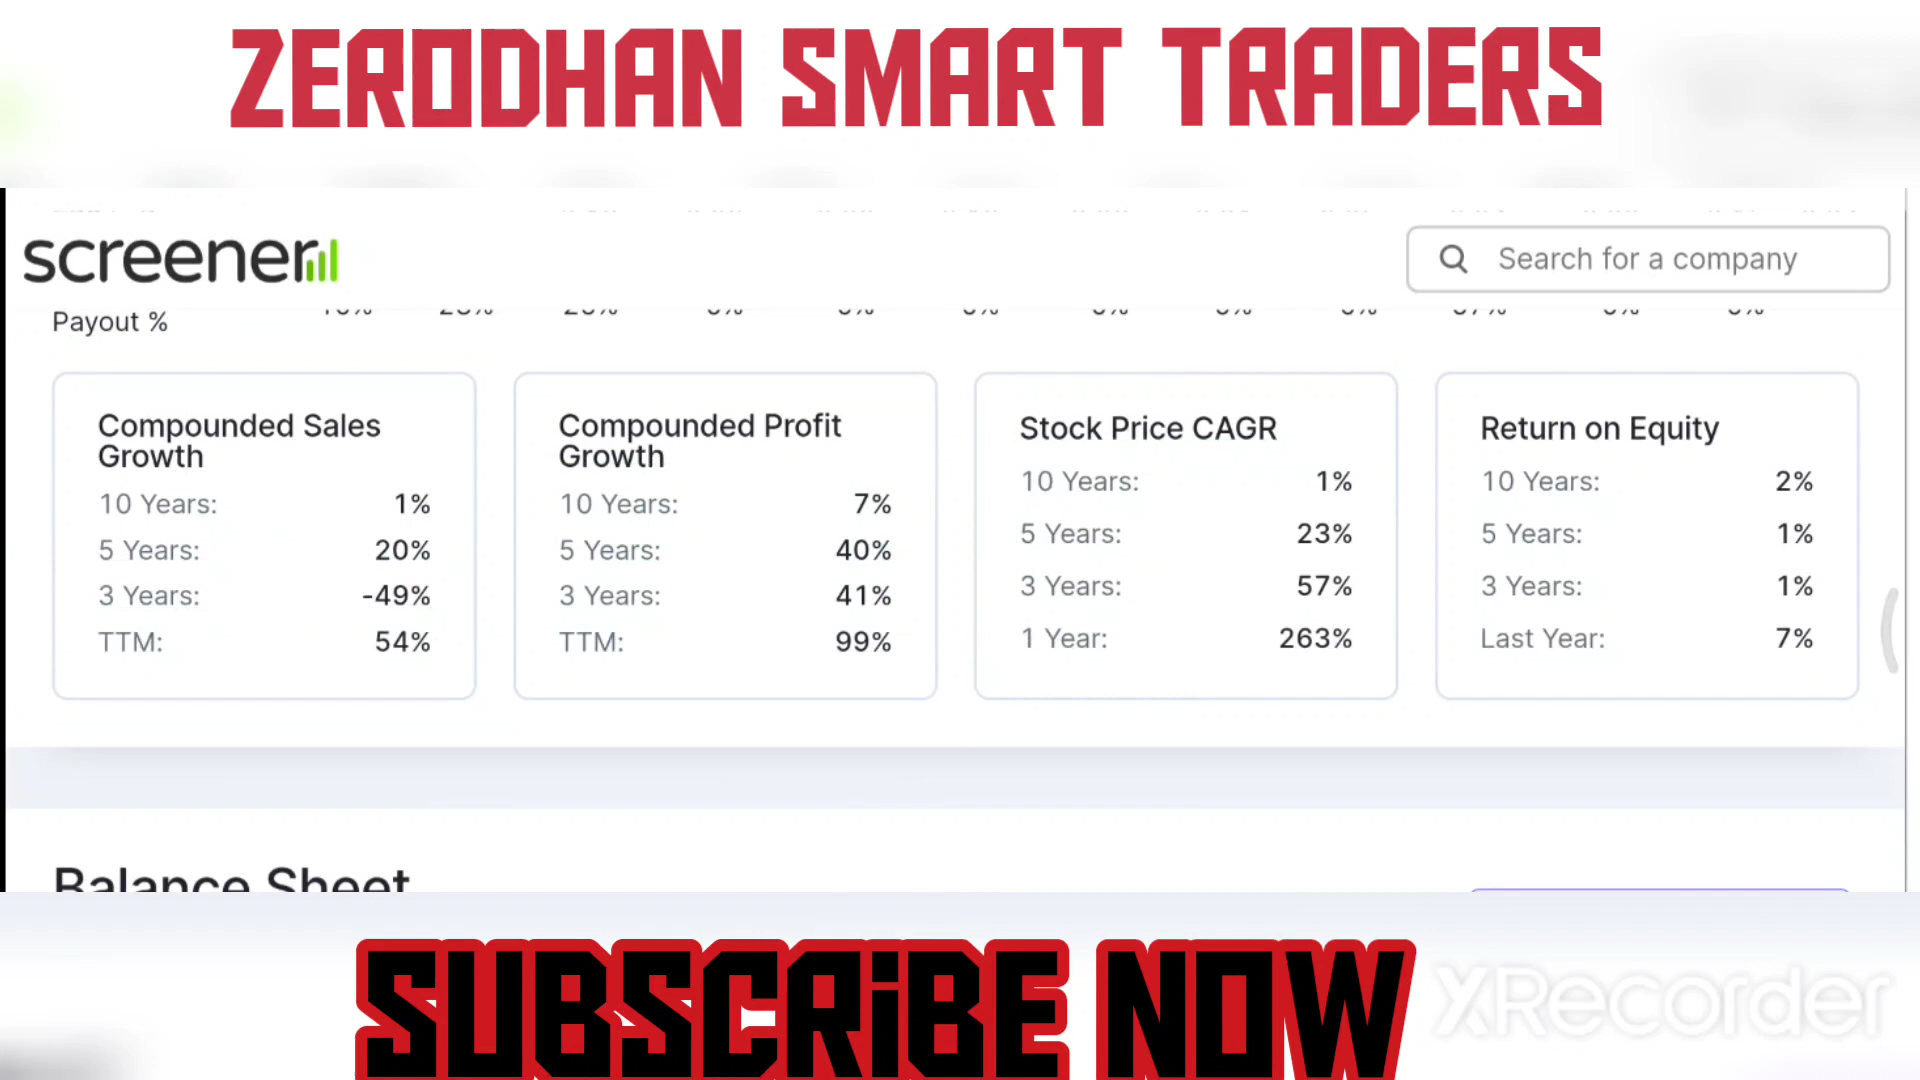 ZERODHAN SMART TRADERS
screener
Search for a company
Payout %
Compounded Sales Growth
10 Years: 1%
5 Years: 20%
3 Years: -49%
TTM: 54%
Compounded Profit Growth
10 Years: 7%
5 Years: 40%
3 Years: 41%
TTM: 99%
Stock Price CAGR
10 Years: 1%
5 Years: 23%
3 Years: 57%
1 Year: 263%
Return on Equity
10 Years: 2%
5 Years: 1%
3 Years: 1%
Last Year: 7%
Balance Sheet
SUBSCRiBE NOW
XRecorder